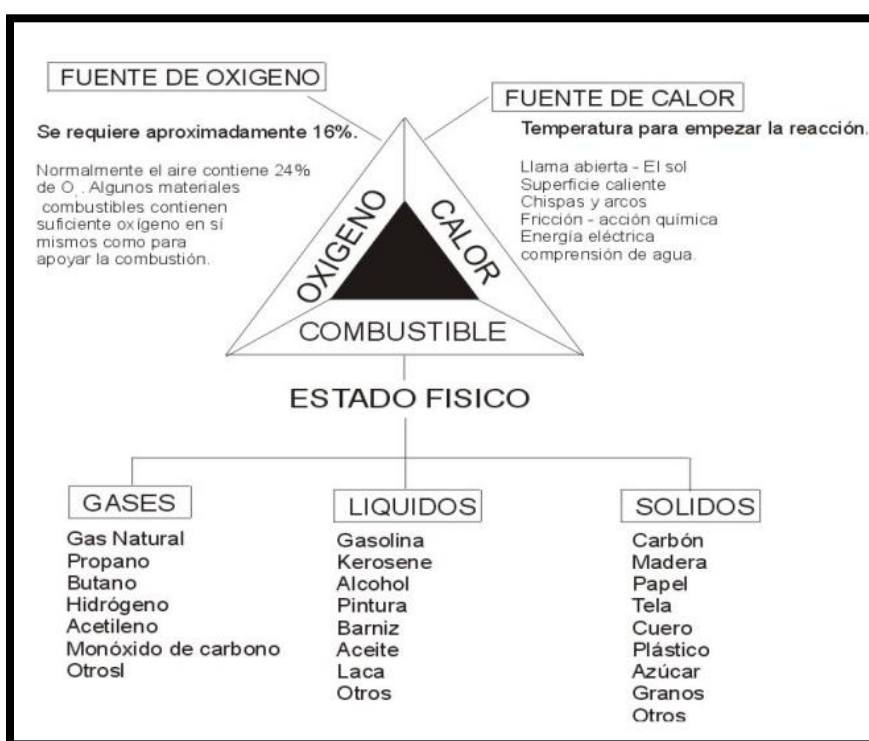 FUENTE DE OXIGENO
Se requiere aproximadamente 16%.
Normalmente el aire contiene 24%
de O, . Algunos materiales
combustibles contienen
suficiente oxígeno en sí
mismos como para
apoyar la combustión.
FUENTE DE CALOR
Temperatura para empezar la reacción.
Llama abierta - El sol
Superficie caliente
Chispas y arcos
Fricción - acción química
Energía eléctrica
comprensión de agua.
OXIGENO
CALOR
COMBUSTIBLE
ESTADO FISICO
GASES
Gas Natural
Propano
Butano
Hidrógeno
Acetileno
Monóxido de carbono
Otrosl
LIQUIDOS
Gasolina
Kerosene
Alcohol
Pintura
Barniz
Aceite
Laca
Otros
SOLIDOS
Carbón
Madera
Papel
Tela
Cuero
Plástico
Azúcar
Granos
Otros